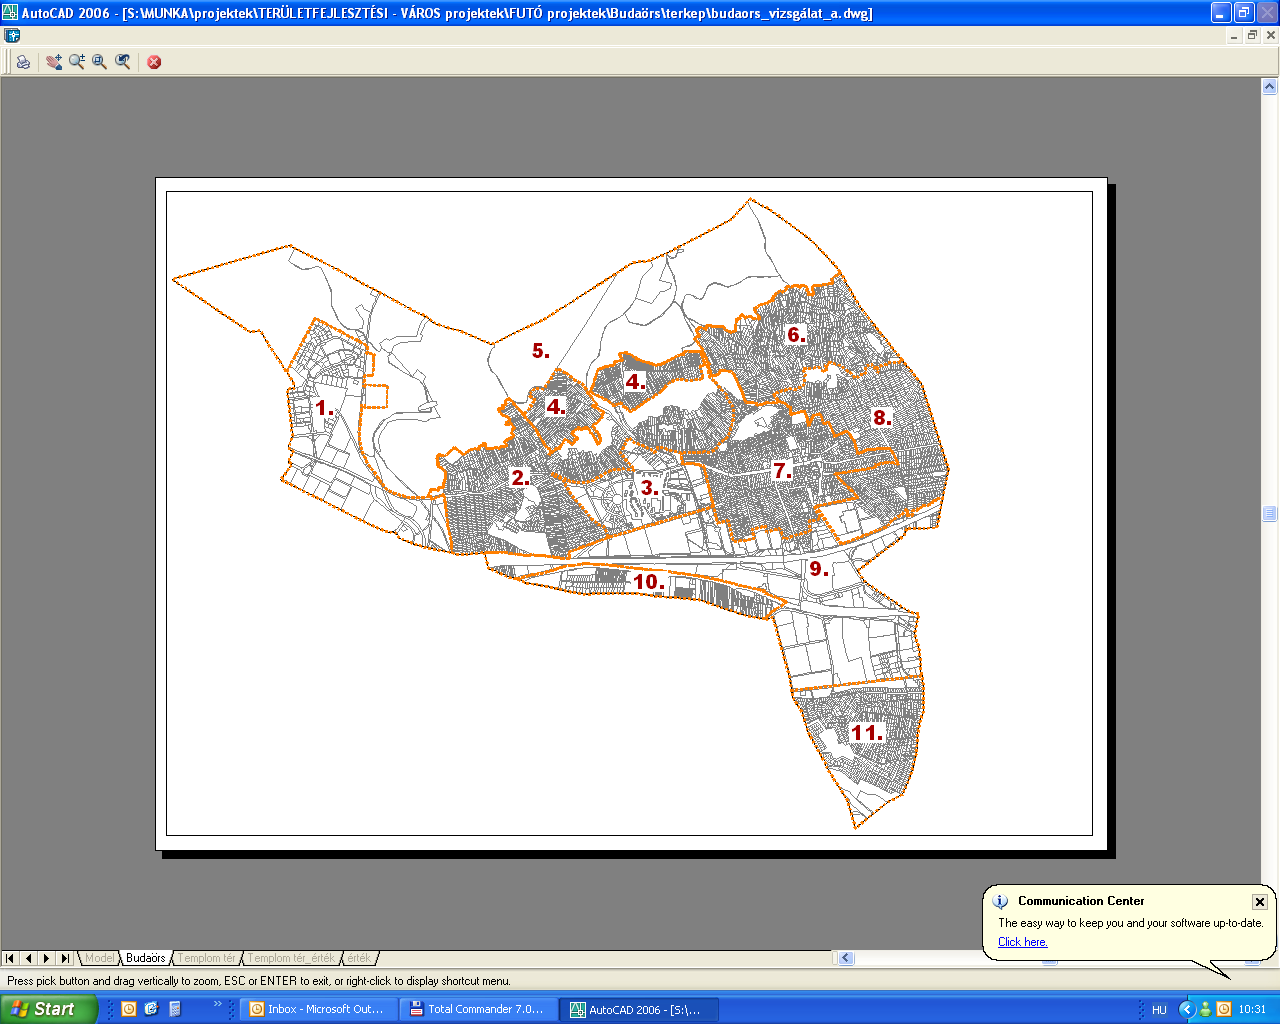 AutoCAD 2006 - [S:\MUNKA\projektek\TERÜLETFEJLESZTÉSI - VÁROS projektek\FUTÓ projektek\Budaörs\terkep\budaors_vizsgálat_a.dwg]
6.
5.
4.
4.
1.
8.
7.
2.
3.
9.
10.
11.
Communication Center
The easy way to keep you and your software up-to-date.
Click here.
Model Budaörs Templom tér Templom tér_érték érték
Press pick button and drag vertically to zoom, ESC or ENTER to exit, or right-click to display shortcut menu.
Start Inbox - Microsoft Out... Total Commander 7.0... AutoCAD 2006 - [S:\... HU 10:31